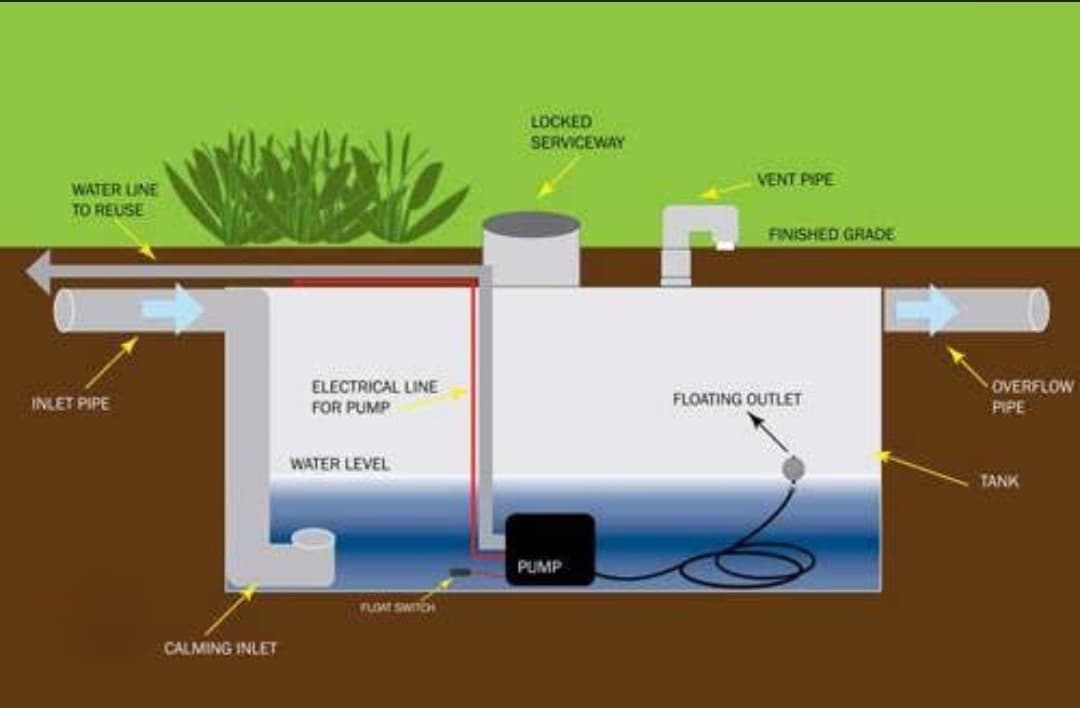 LOCKED
SERVICEWAY
VENT PIPE
WATER LINE
TO REUSE
FINISHED GRADE
INLET PIPE
ELECTRICAL LINE
FOR PUMP
FLOATING OUTLET
OVERFLOW
PIPE
WATER LEVEL
TANK
PUMP
FLOAT SWITCH
CALMING INLET